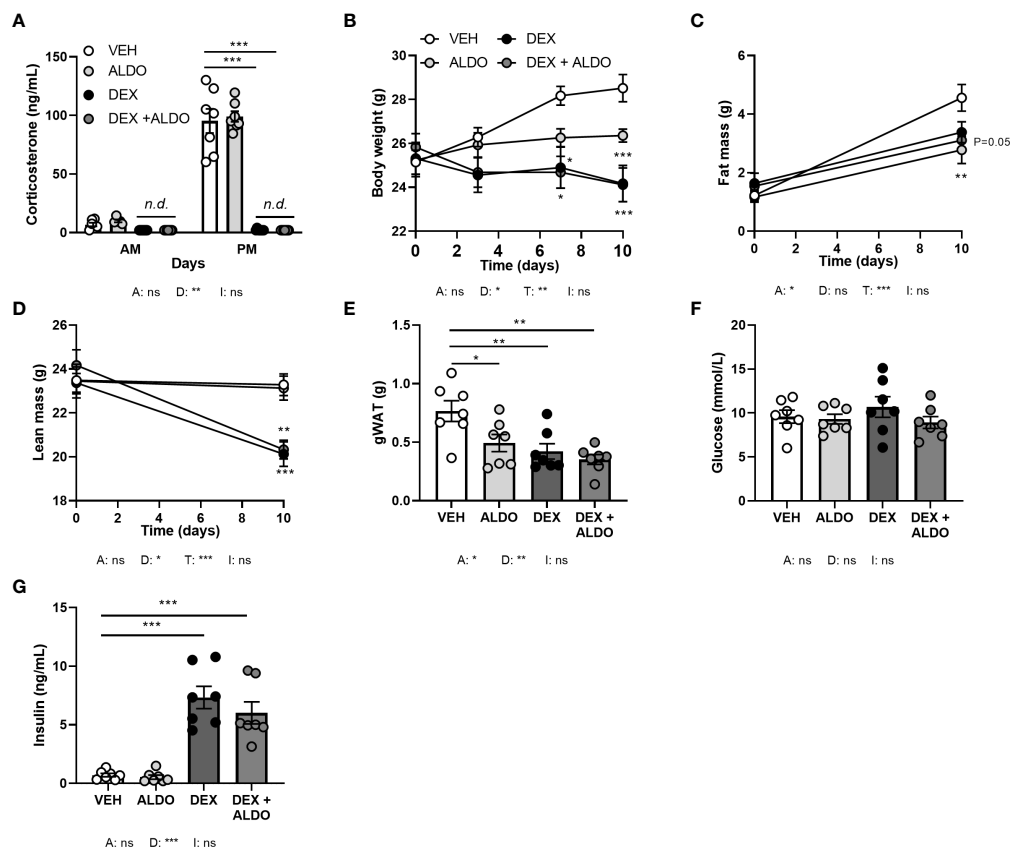 A
VEH
ALDO
DEX
DEX +ALDO
Corticosterone (ng/mL)
150
100
50
0
***
***
n.d.
n.d.
AM
PM
Days
A: ns D: ** I: ns
B
VEH
ALDO
DEX
DEX + ALDO
Body weight (g)
30
28
26
24
22
*
*
***
***
0 2 4 6 8 10
Time (days)
A: ns D: * T: ** I: ns
C
Fat mass (g)
6
4
2
0
P=0.05
**
0 2 4 6 8 10
Time (days)
A: * D: ns T: *** I: ns
D
Lean mass (g)
26
24
22
20
18
**
***
0 2 4 6 8 10
Time (days)
A: ns D: * T: *** I: ns
E
gWAT (g)
1.5
1.0
0.5
0.0
**
**
*
VEH ALDO DEX DEX +
ALDO
A: * D: ** I: ns
F
Glucose (mmol/L)
20
15
10
5
0
VEH ALDO DEX DEX +
ALDO
A: ns D: ns I: ns
G
Insulin (ng/mL)
15
10
5
0
***
***
VEH ALDO DEX DEX +
ALDO
A: ns D: *** I: ns